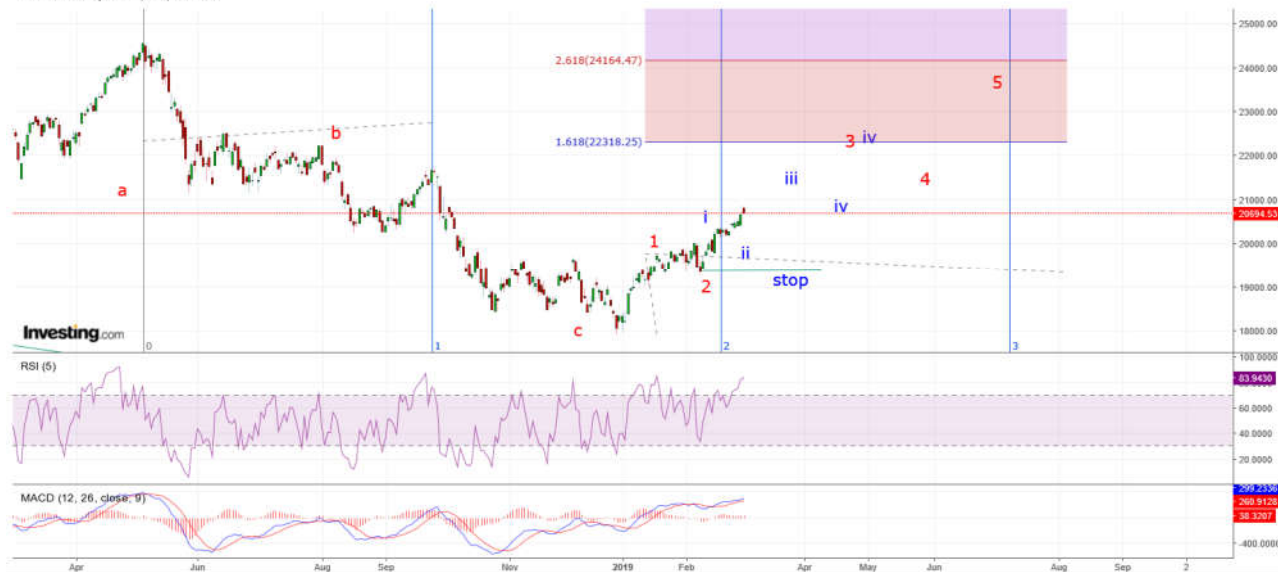 25000.00
2.618(24164.47)
24000.00
5
23000.00
b
1.618(22318.25)
3
iv
22000.00
iii
4
a
21000.00
iv
20694.53
i
1
20000.00
ii
stop
2
19000.00
c
18000.00
Investing.com
0
1
2
3
100.0000
RSI (5)
83.9430
60.0000
40.0000
20.0000
MACD (12, 26, close, 9)
299.2336
260.9128
38.3207
-400.0000
Apr
Jun
Aug
Sep
Nov
2019
Feb
Apr
May
Jun
Aug
Sep
2